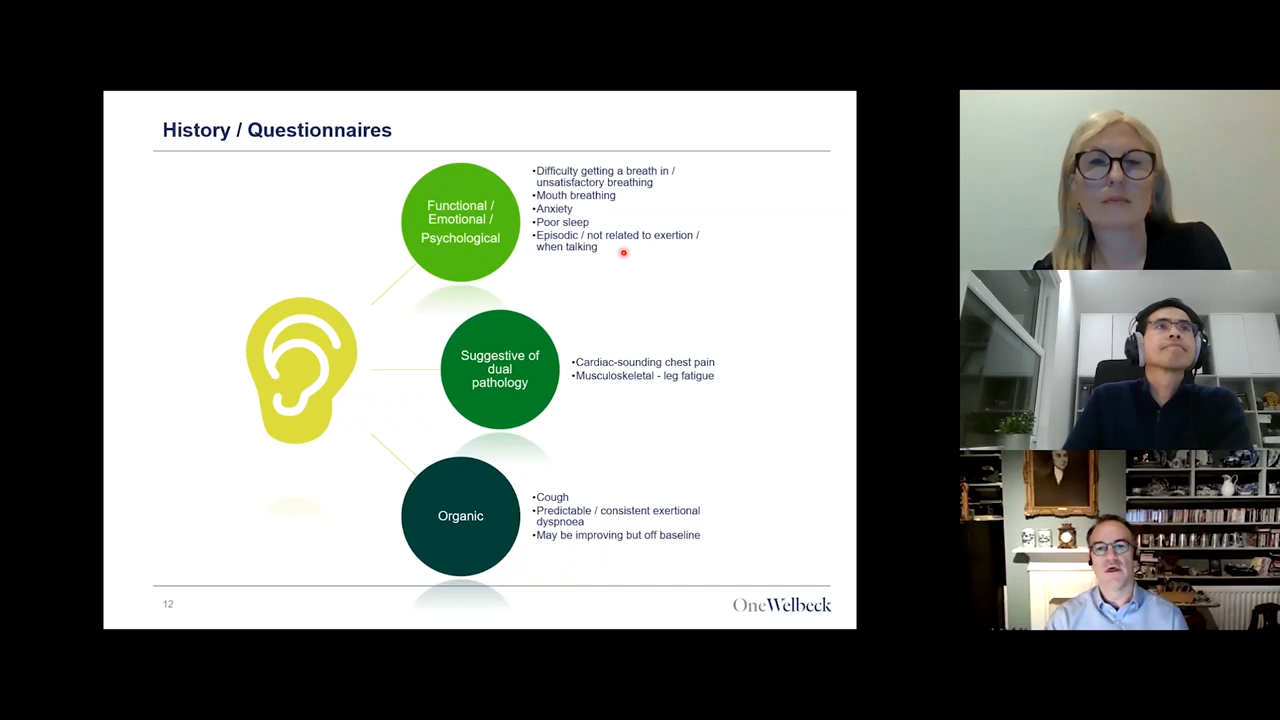 History / Questionnaires
Functional /
Emotional /
Psychological
•Difficulty getting a breath in /
unsatisfactory breathing
•Mouth breathing
•Anxiety
•Poor sleep
•Episodic / not related to exertion /
when talking
Suggestive of
dual
pathology
•Cardiac-sounding chest pain
•Musculoskeletal - leg fatigue
Organic
•Cough
•Predictable / consistent exertional
dyspnoea
•May be improving but off baseline
12
OneWelbeck